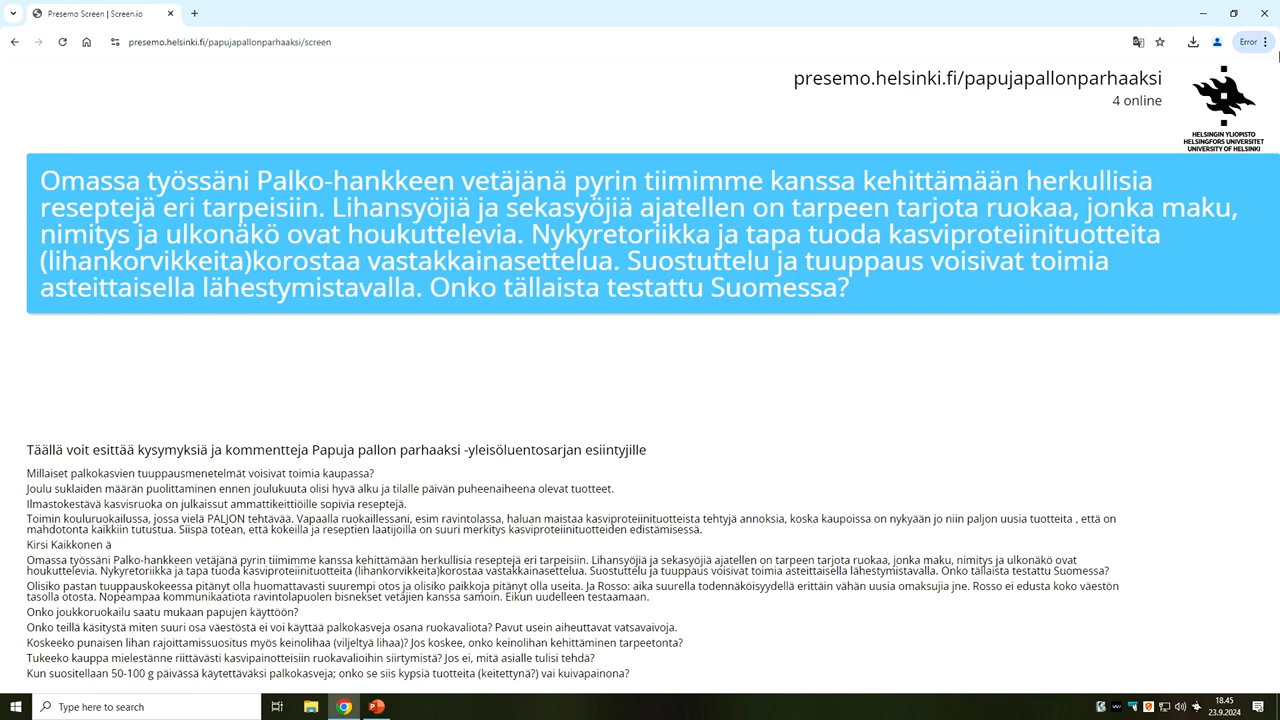 Presemo Screen | Screen.io
presemo.helsinki.fi/papujapallonparhaaksi/screen
Error
presemo.helsinki.fi/papujapallonparhaaksi
4 online
HELSINGIN YLIOPISTO
HELSINGFORS UNIVERSITET
UNIVERSITY OF HELSINKI
Omassa työssäni Palko-hankkeen vetäjänä pyrin tiimimme kanssa kehittämään herkullisia
reseptejä eri tarpeisiin. Lihansyöjiä ja sekasyöjiä ajatellen on tarpeen tarjota ruokaa, jonka maku,
nimitys ja ulkonäkö ovat houkuttelevia. Nykyretoriikka ja tapa tuoda kasviproteiinituotteita
(lihankorvikkeita)korostaa vastakkainasettelua. Suostuttelu ja tuuppaus voisivat toimia
asteittaisella lähestymistavalla. Onko tällaista testattu Suomessa?
Täällä voit esittää kysymyksiä ja kommentteja Papuja pallon parhaaksi -yleisöluentosarjan esiintyjille
Millaiset palkokasvien tuuppausmenetelmät voisivat toimia kaupassa?
Joulu suklaiden määrän puolittaminen ennen joulukuuta olisi hyvä alku ja tilalle päivän puheenaiheena olevat tuotteet.
Ilmastokestävä kasvisruoka on julkaissut ammattikeittiöille sopivia reseptejä.
Toimin kouluruokailussa, jossa vielä PALJON tehtävää. Vapaalla ruokaillessani, esim ravintolassa, haluan maistaa kasviproteiinituotteista tehtyjä annoksia, koska kaupoissa on nykyään jo niin paljon uusia tuotteita , että on
mahdotonta kaikkiin tutustua. Siispä totean, että kokeilla ja reseptien laatijoilla on suuri merkitys kasviproteiinituotteiden edistämisessä.
Kirsi Kaikkonen ä
Omassa työssäni Palko-hankkeen vetäjänä pyrin tiimimme kanssa kehittämään herkullisia reseptejä eri tarpeisiin. Lihansyöjiä ja sekasyöjiä ajatellen on tarpeen tarjota ruokaa, jonka maku, nimitys ja ulkonäkö ovat
houkuttelevia. Nykyretoriikka ja tapa tuoda kasviproteiinituotteita (lihankorvikkeita)korostaa vastakkainasettelua. Suostuttelu ja tuuppaus voisivat toimia asteittaisella lähestymistavalla. Onko tällaista testattu Suomessa?
Olisiko pastan tuuppauskokeessa pitänyt olla huomattavasti suurempi otos ja olisiko paikkoja pitänyt olla useita. Ja Rosso: aika suurella todennäköisyydellä erittäin vähän uusia omaksujia jne. Rosso ei edusta koko väestön
tasolla otosta. Nopeampaa kommunikaatiota ravintolapuolen bisnekset vetäjien kanssa samoin. Eikun uudelleen testaamaan.
Onko joukkoruokailu saatu mukaan papujen käyttöön?
Onko teillä käsitystä miten suuri osa väestöstä ei voi käyttää palkokasveja osana ruokavaliota? Pavut usein aiheuttavat vatsavaivoja.
Koskeeko punaisen lihan rajoittamissuositus myös keinolihaa (viljeltyä lihaa)? Jos koskee, onko keinolihan kehittäminen tarpeetonta?
Tukeeko kauppa mielestänne riittävästi kasvipainotteisiin ruokavalioihin siirtymistä? Jos ei, mitä asialle tulisi tehdä?
Kun suositellaan 50-100 g päivässä käytettäväksi palkokasveja; onko se siis kypsiä tuotteita (keitettynä?) vai kuivapainona?
Type here to search
18.45
23.9.2024